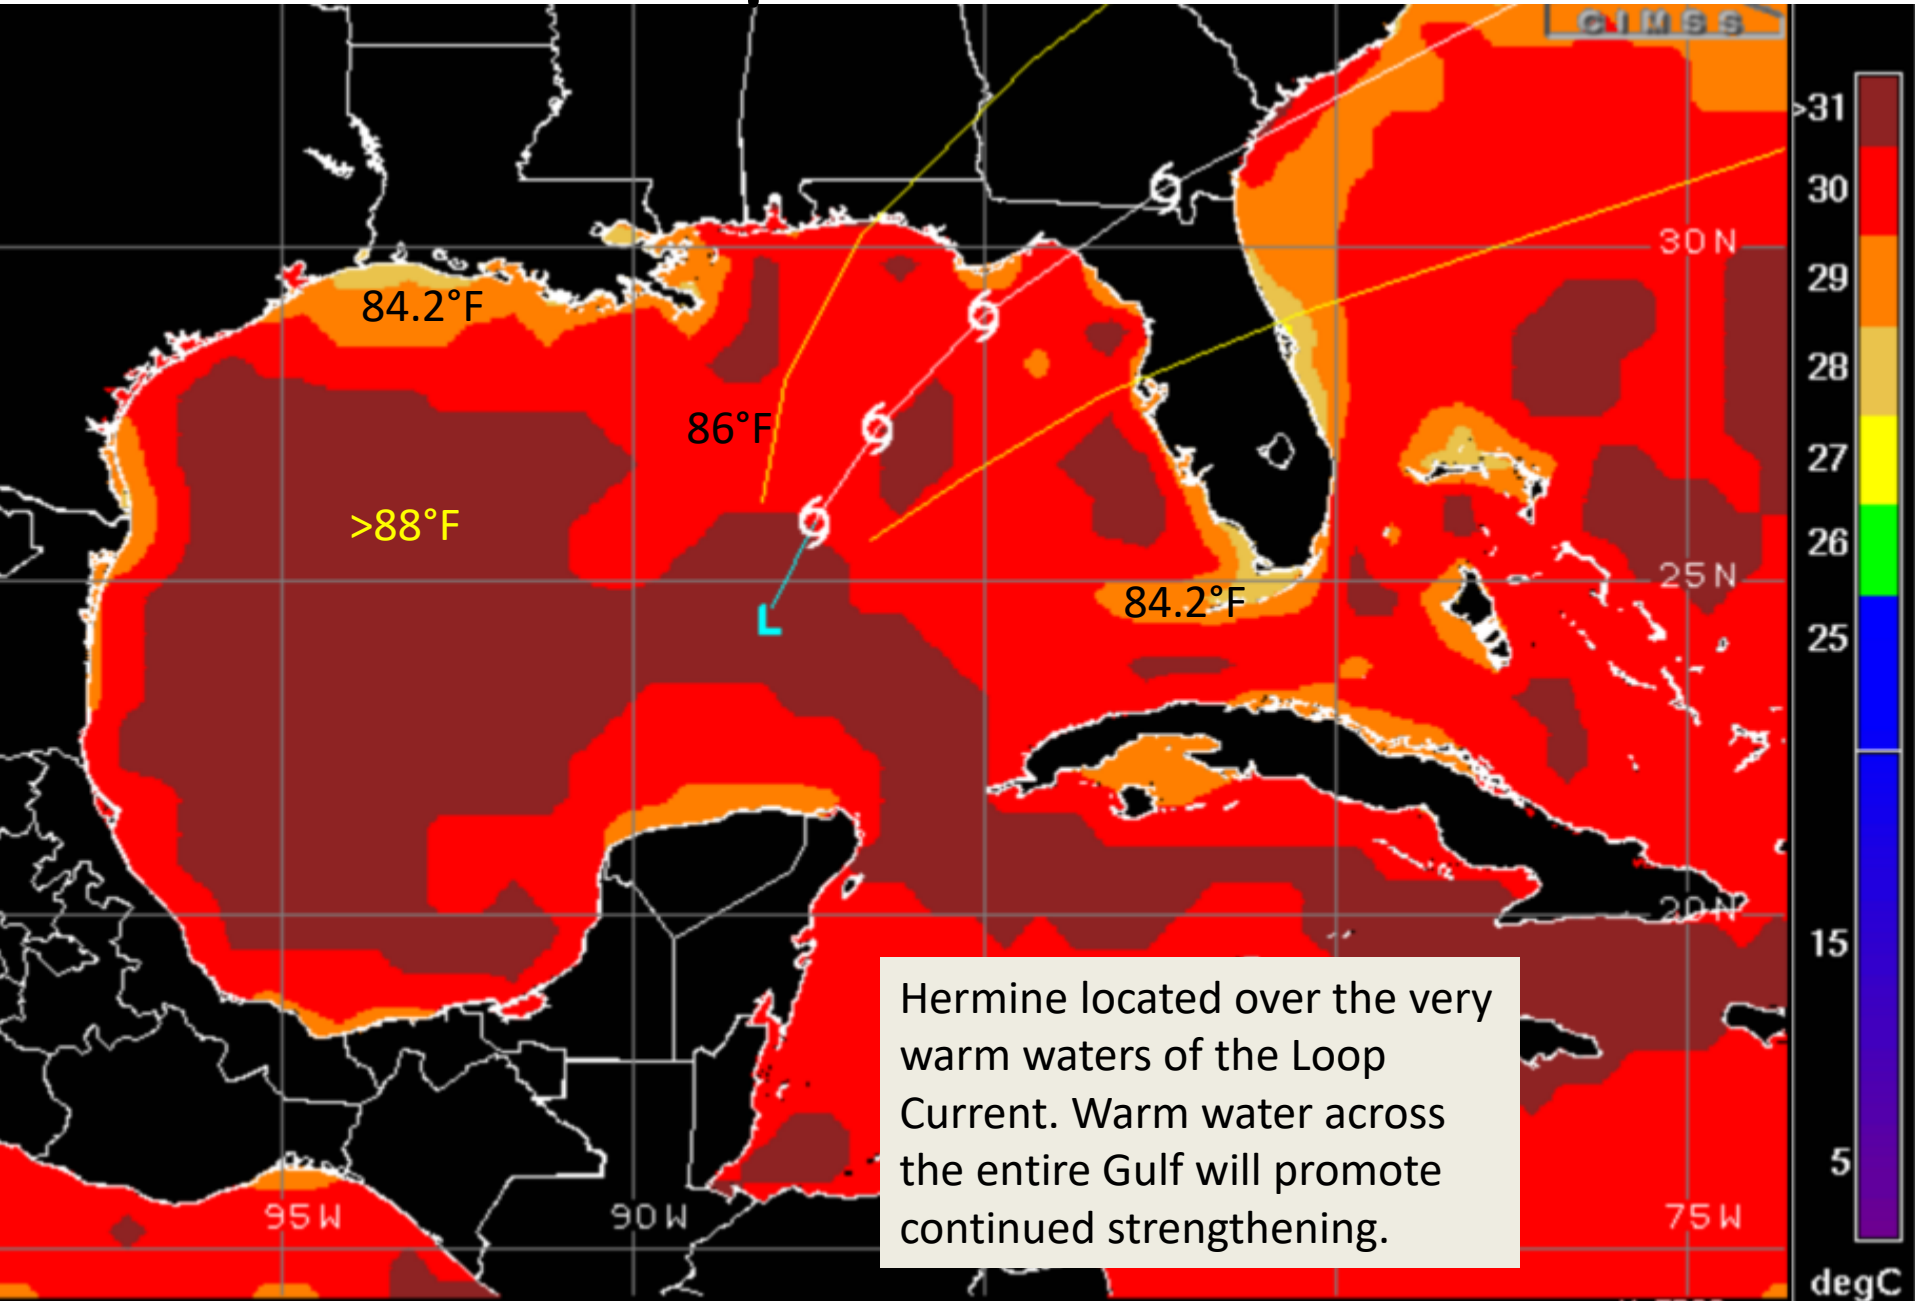 CIMSS
>31
30
30N
29
84.2°F
28
86°F
27
>88°F
26
25N
84.2°F
25
L
20N
15
Hermine located over the very
warm waters of the Loop
Current. Warm water across
the entire Gulf will promote
continued strengthening.
5
95W
90W
75W
degC